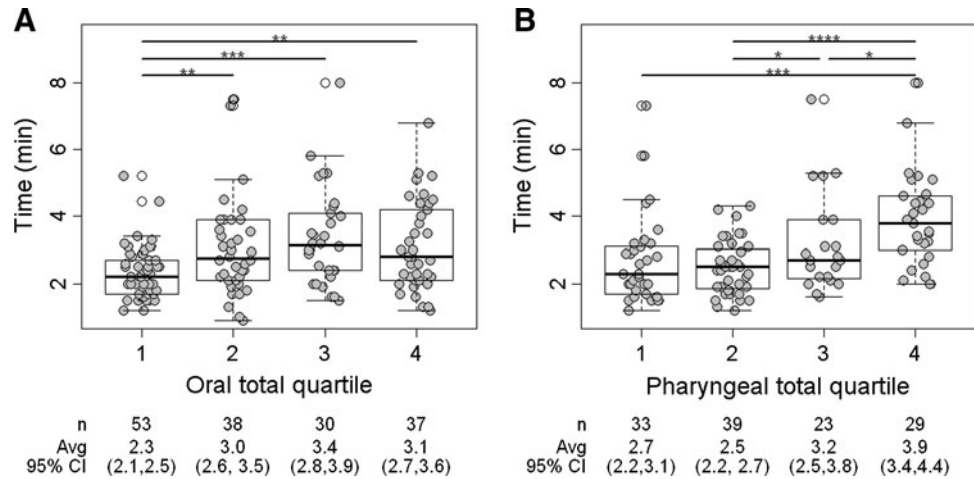 A
B
** ****
*** * *
** ***
Time (min)
8
6
4
2
1 2 3 4
Oral total quartile
n 53 38 30 37
Avg 2.3 3.0 3.4 3.1
95% CI (2.1,2.5) (2.6, 3.5) (2.8,3.9) (2.7,3.6)
Time (min)
8
6
4
2
1 2 3 4
Pharyngeal total quartile
n 33 39 23 29
Avg 2.7 2.5 3.2 3.9
95% CI (2.2,3.1) (2.2, 2.7) (2.5,3.8) (3.4,4.4)